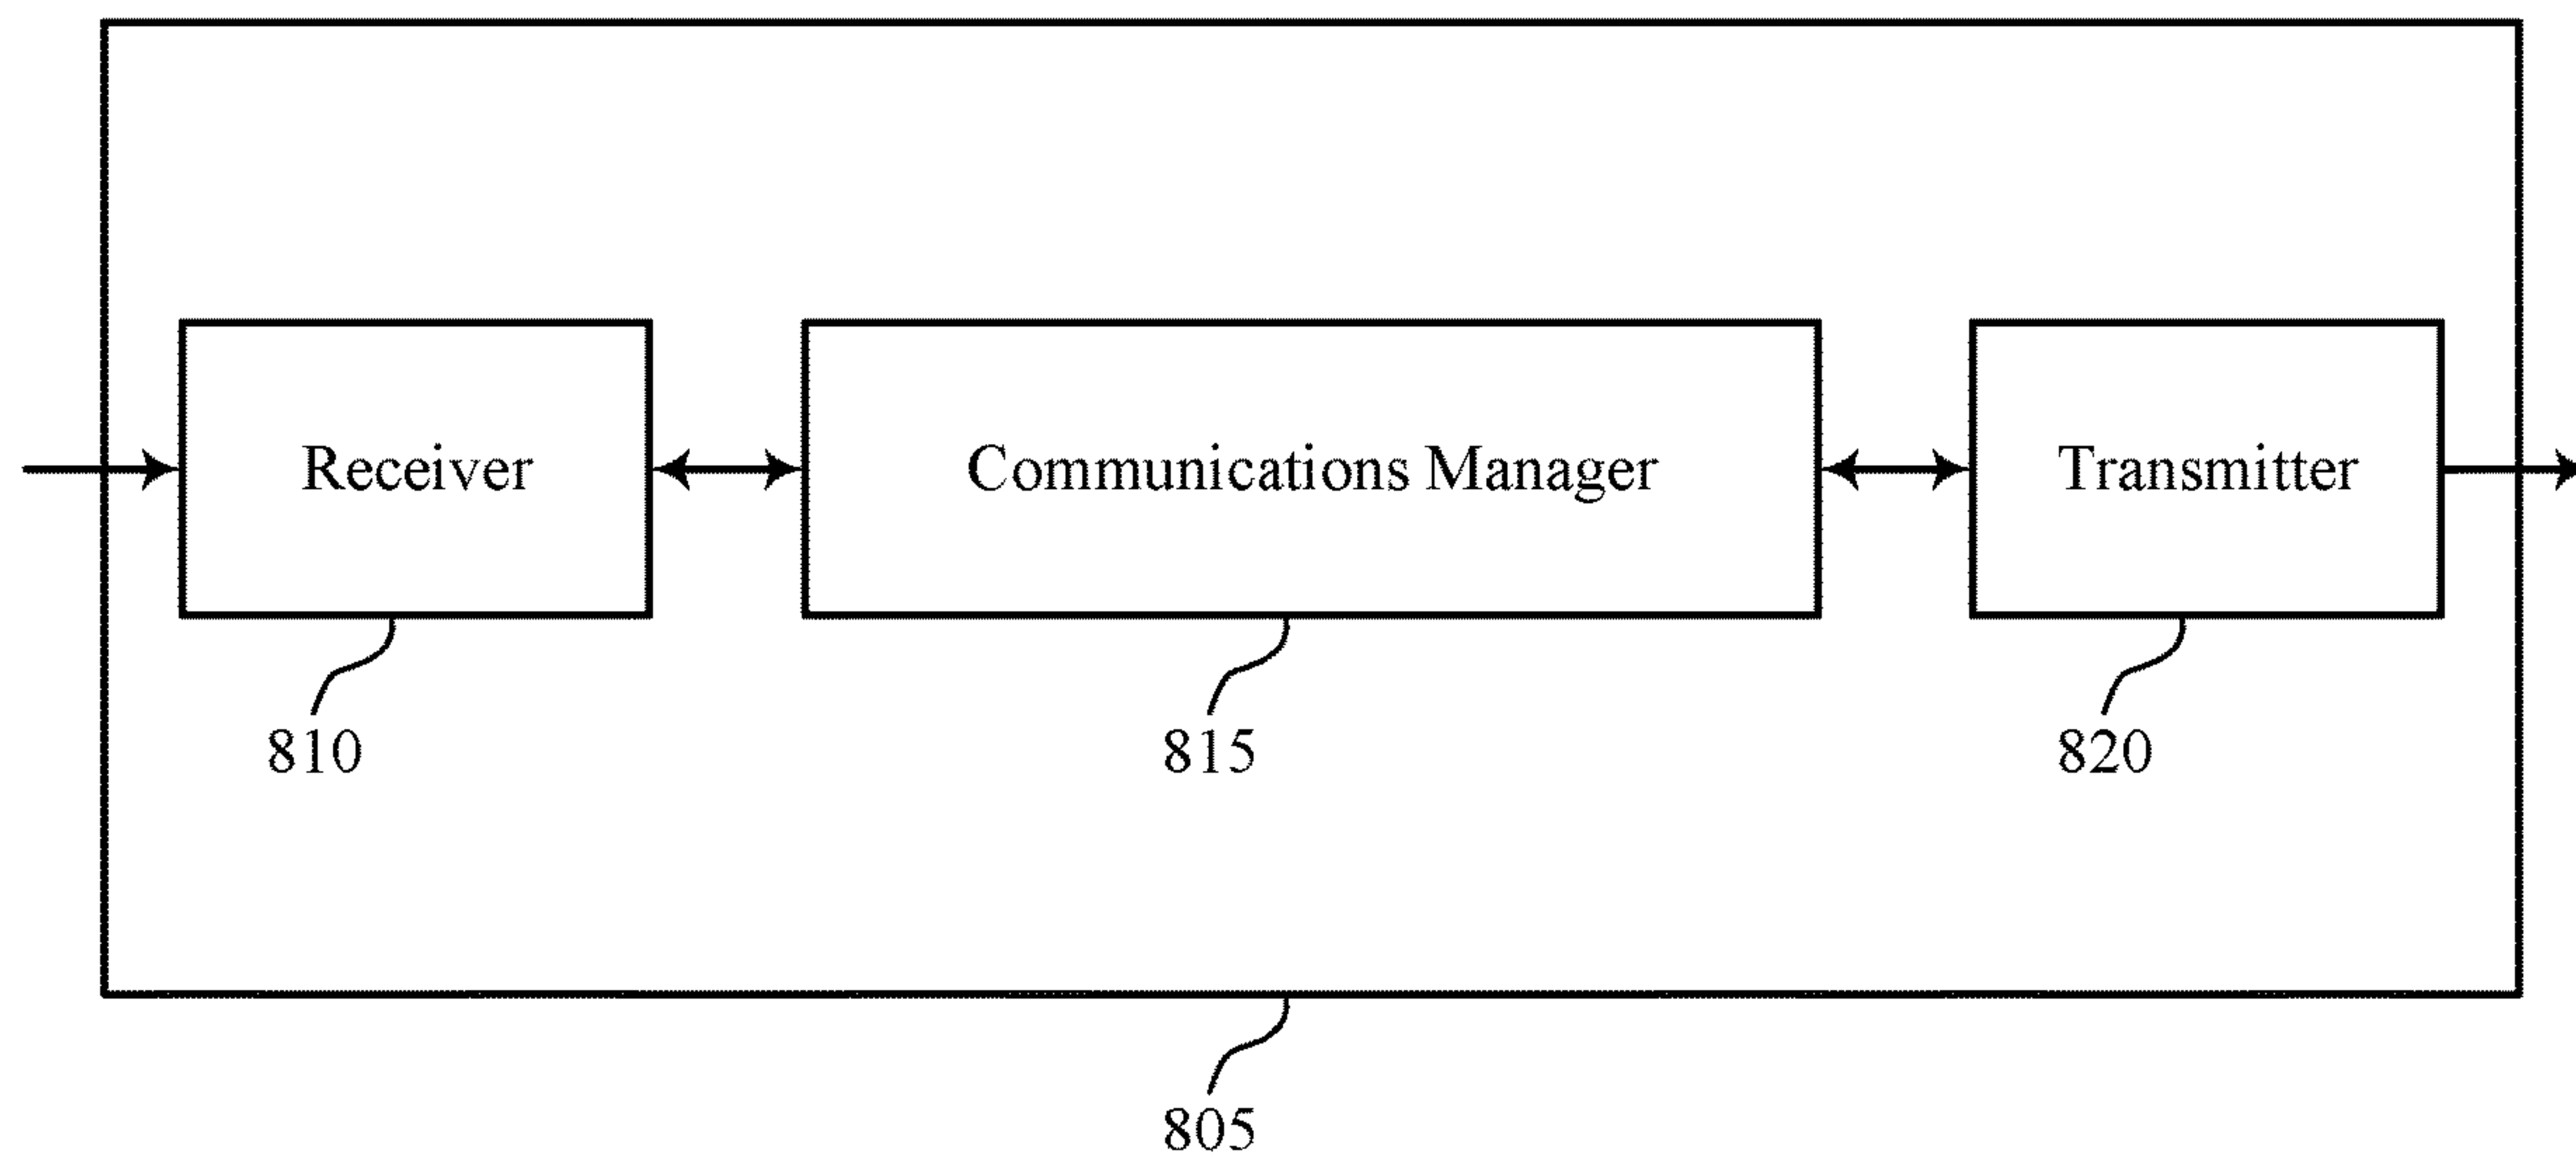 Receiver
Communications Manager
Transmitter
810
815
820
805